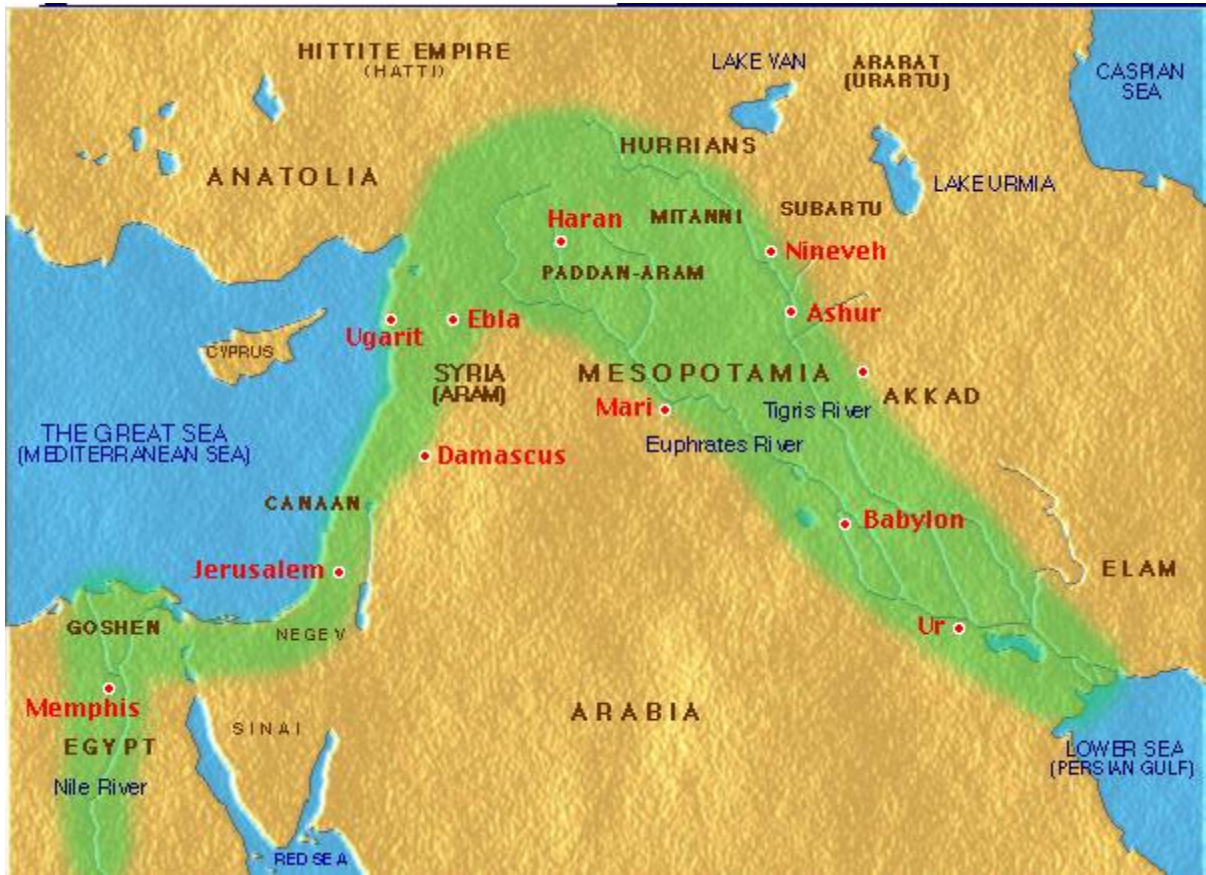 HITTITE EMPIRE
(HATTI)
LAKE VAN
ARARAT
(URARTU)
CASPIAN
SEA
HURRIANS
ANATOLIA
LAKE URMIA
Haran
MITANNI
SUBARTU
Nineveh
PADDAN-ARAM
Ugarit
Ebla
Ashur
CYPRUS
SYRIA
(ARAM)
MESOPOTAMIA
AKKAD
Mari
Tigris River
THE GREAT SEA
(MEDITERRANEAN SEA)
Euphrates River
Damascus
CANAAN
Babylon
Jerusalem
ELAM
GOSHEN
NEGEV
Ur
Memphis
ARABIA
SINAI
EGYPT
LOWER SEA
(PERSIAN GULF)
Nile River
RED SEA